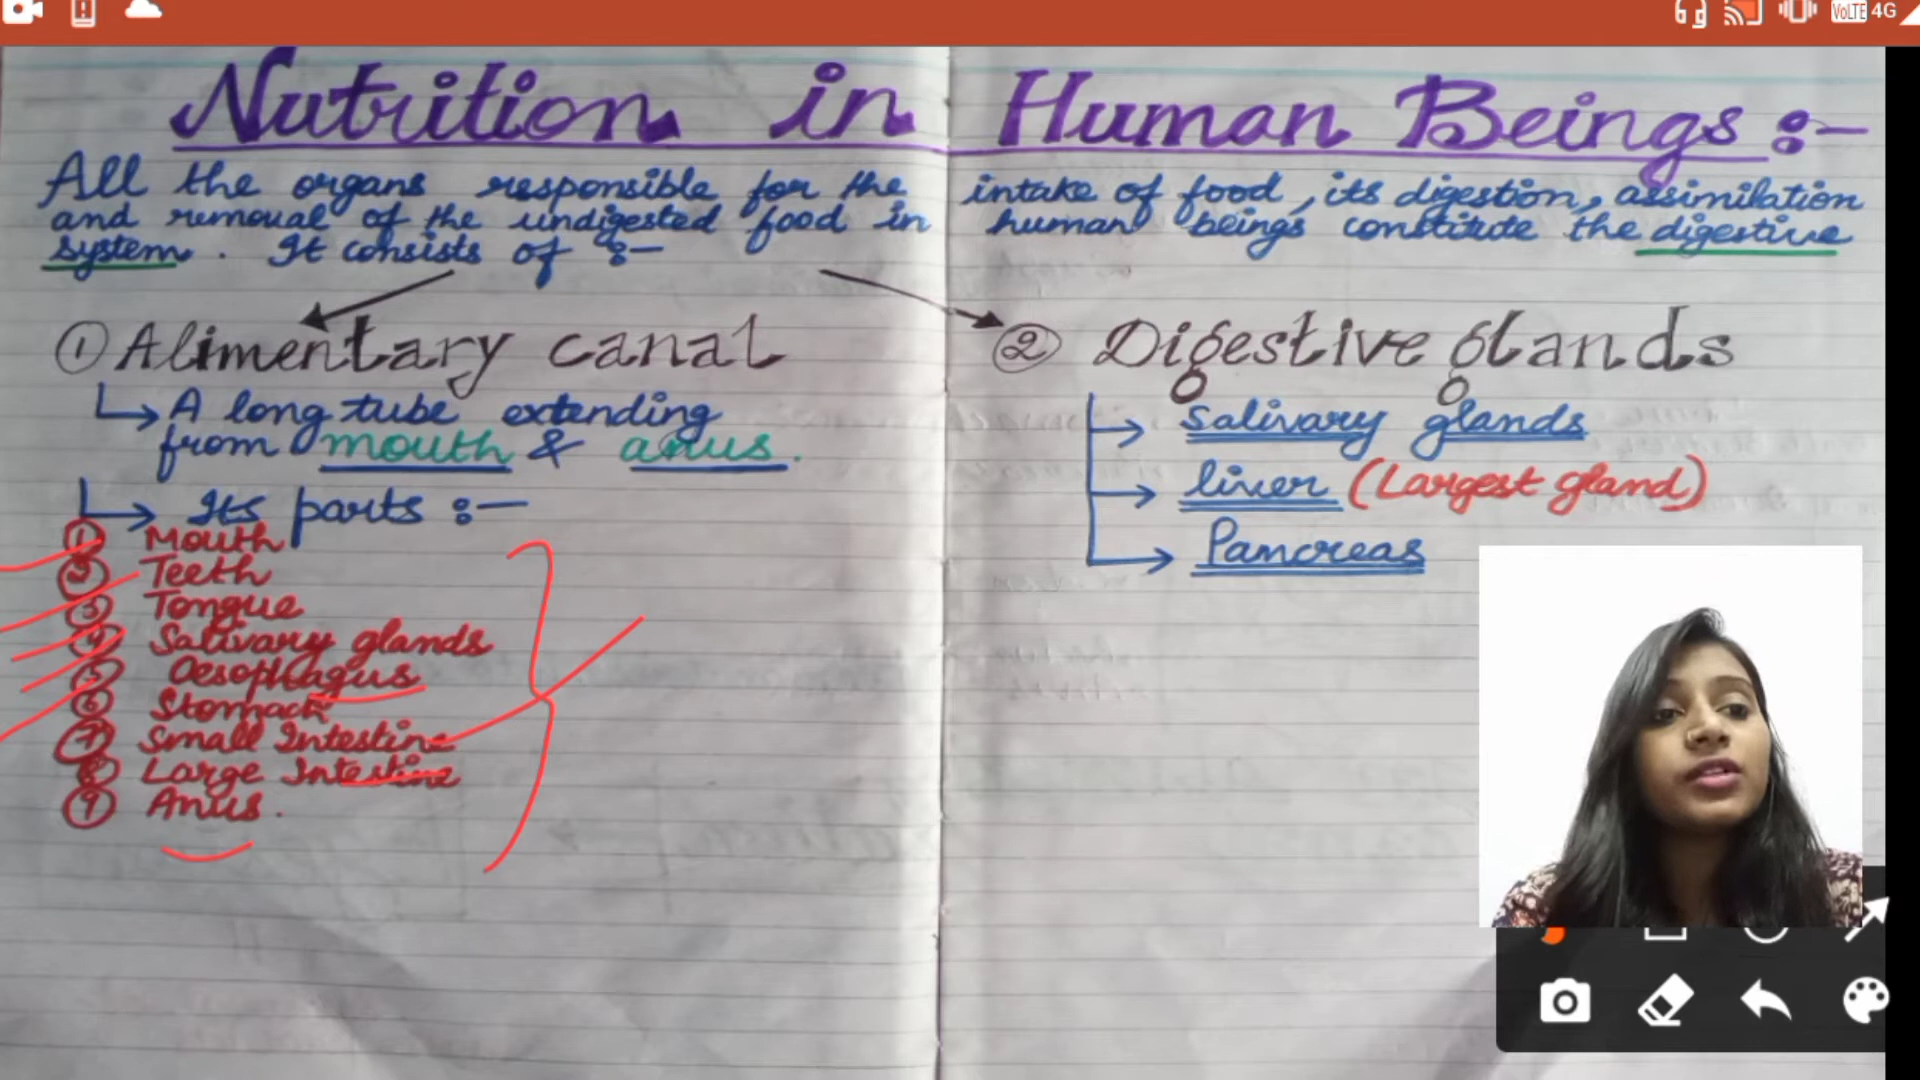 VoLTE 4G
Nutrition in Human Beings :-
All the organs responsible for the intake of food, its digestion, assimilation
and removal of the undigested food in human beings constitute the digestive
system. It consists of :-
① Alimentary canal
A long tube extending
from mouth & anus.
Its parts :-
① Mouth
② Teeth
③ Tongue
④ Salivary glands
⑤ Oesophagus
⑥ Stomach
⑦ Small Intestine
⑧ Large Intestine
⑨ Anus.
② Digestive glands
Salivary glands
liver (Largest gland)
Pancreas